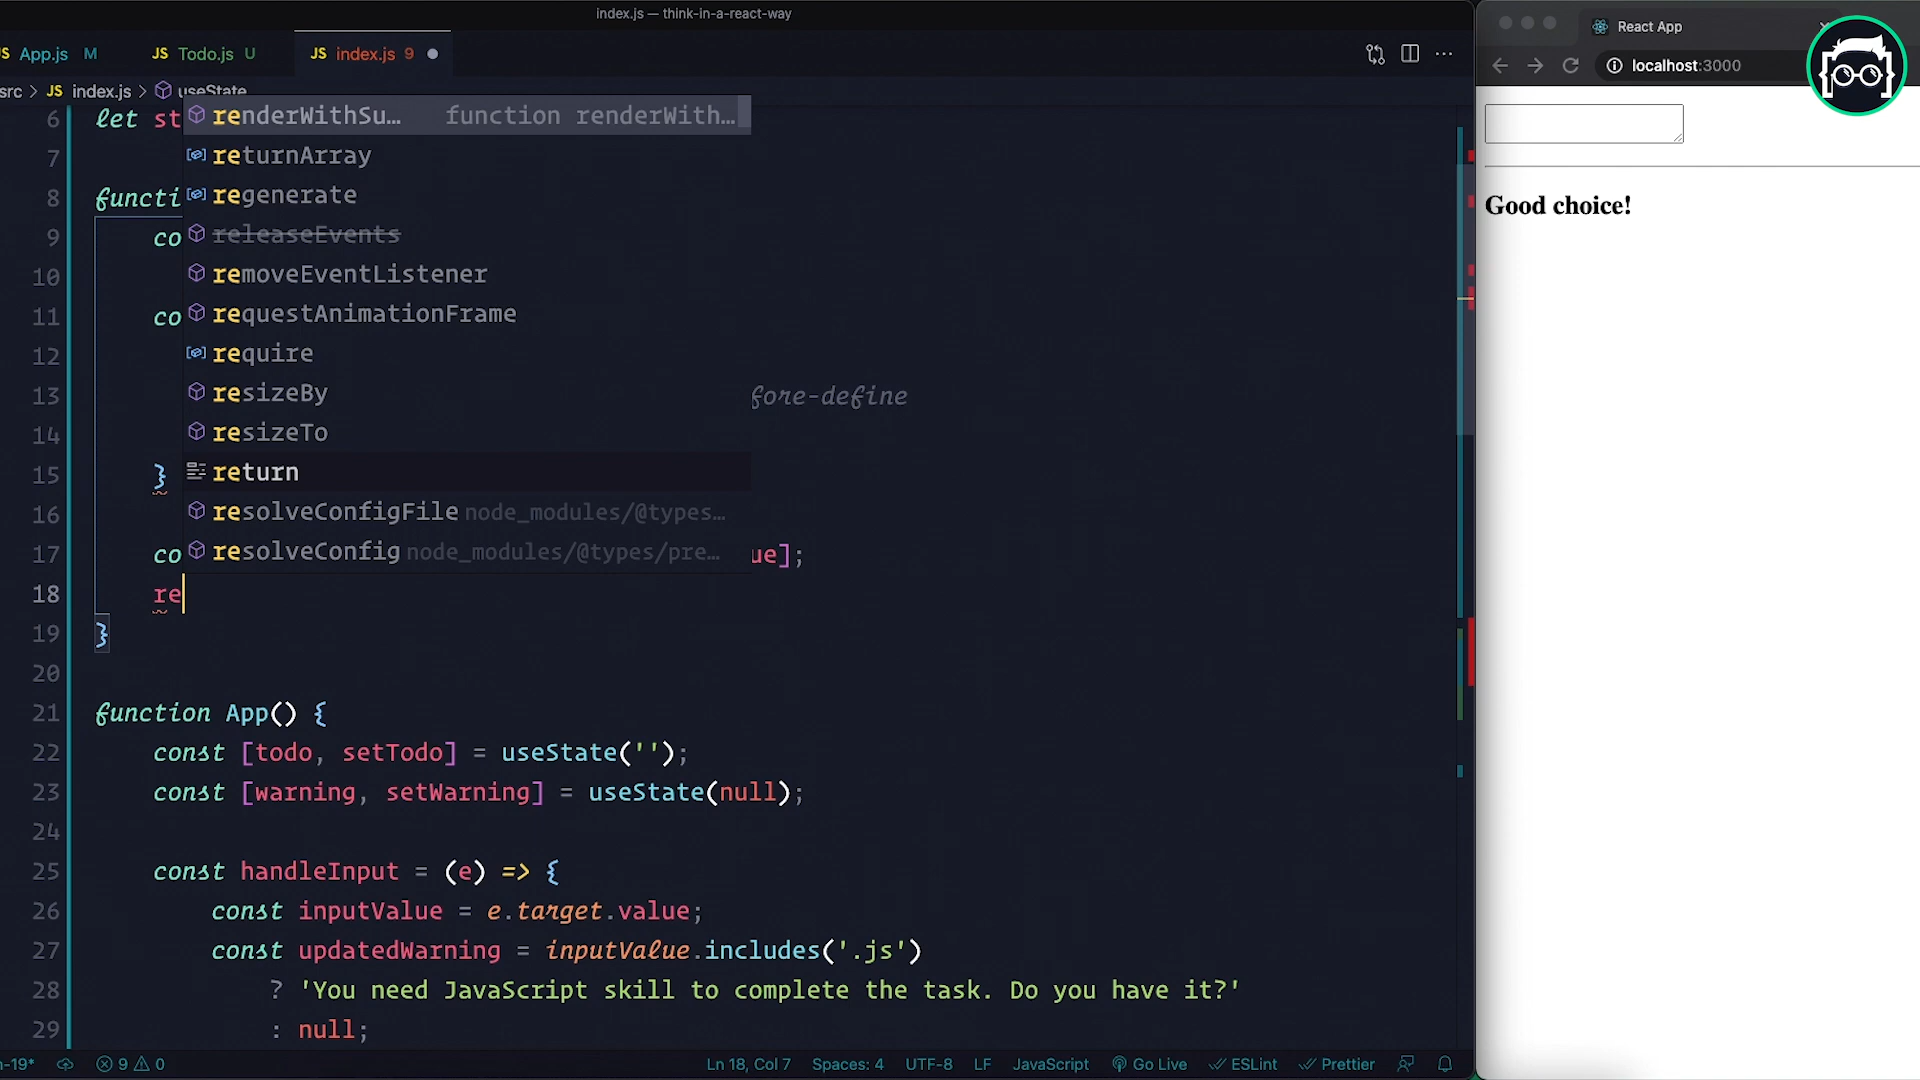 index.js — think-in-a-react-way
React App
JS App.js M
JS Todo.js U
JS index.js 9
localhost:3000
src > JS index.js > useState
6 let st
renderWithSu... function renderWith...
7
returnArray
8 functi
regenerate
9 co
releaseEvents
10
removeEventListener
11 co
requestAnimationFrame
12
require
13
resizeBy
fore-define
14
resizeTo
15 }
return
16
resolveConfigFile node_modules/@types...
17 co
resolveConfig node_modules/@types/pre...
ue];
18 re
19 }
20
21 function App() {
22 const [todo, setTodo] = useState('');
23 const [warning, setWarning] = useState(null);
24
25 const handleInput = (e) => {
26 const inputValue = e.target.value;
27 const updatedWarning = inputValue.includes('.js')
28 ? 'You need JavaScript skill to complete the task. Do you have it?'
29 : null;
Good choice!
n-19* 9 0 Ln 18, Col 7 Spaces: 4 UTF-8 LF JavaScript Go Live ESLint Prettier